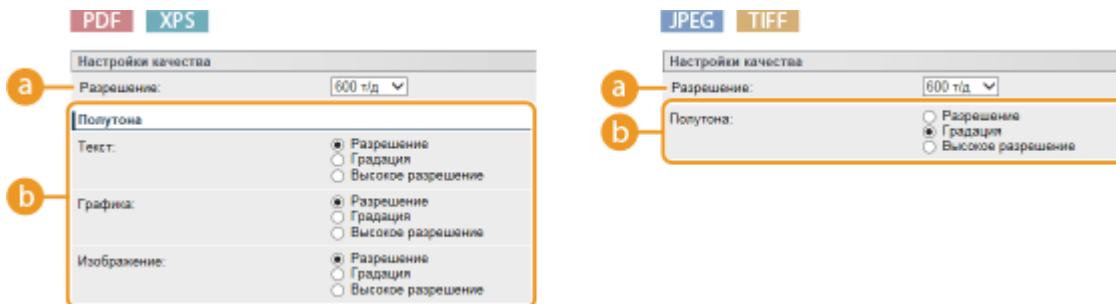 PDF XPS
Настройки качества
a Разрешение: 600 т/д
b
Полутона
Текст: Разрешение
Градация
Высокое разрешение
Графика: Разрешение
Градация
Высокое разрешение
Изображение: Разрешение
Градация
Высокое разрешение
JPEG TIFF
Настройки качества
a Разрешение: 600 т/д
b Полутона: Разрешение
Градация
Высокое разрешение